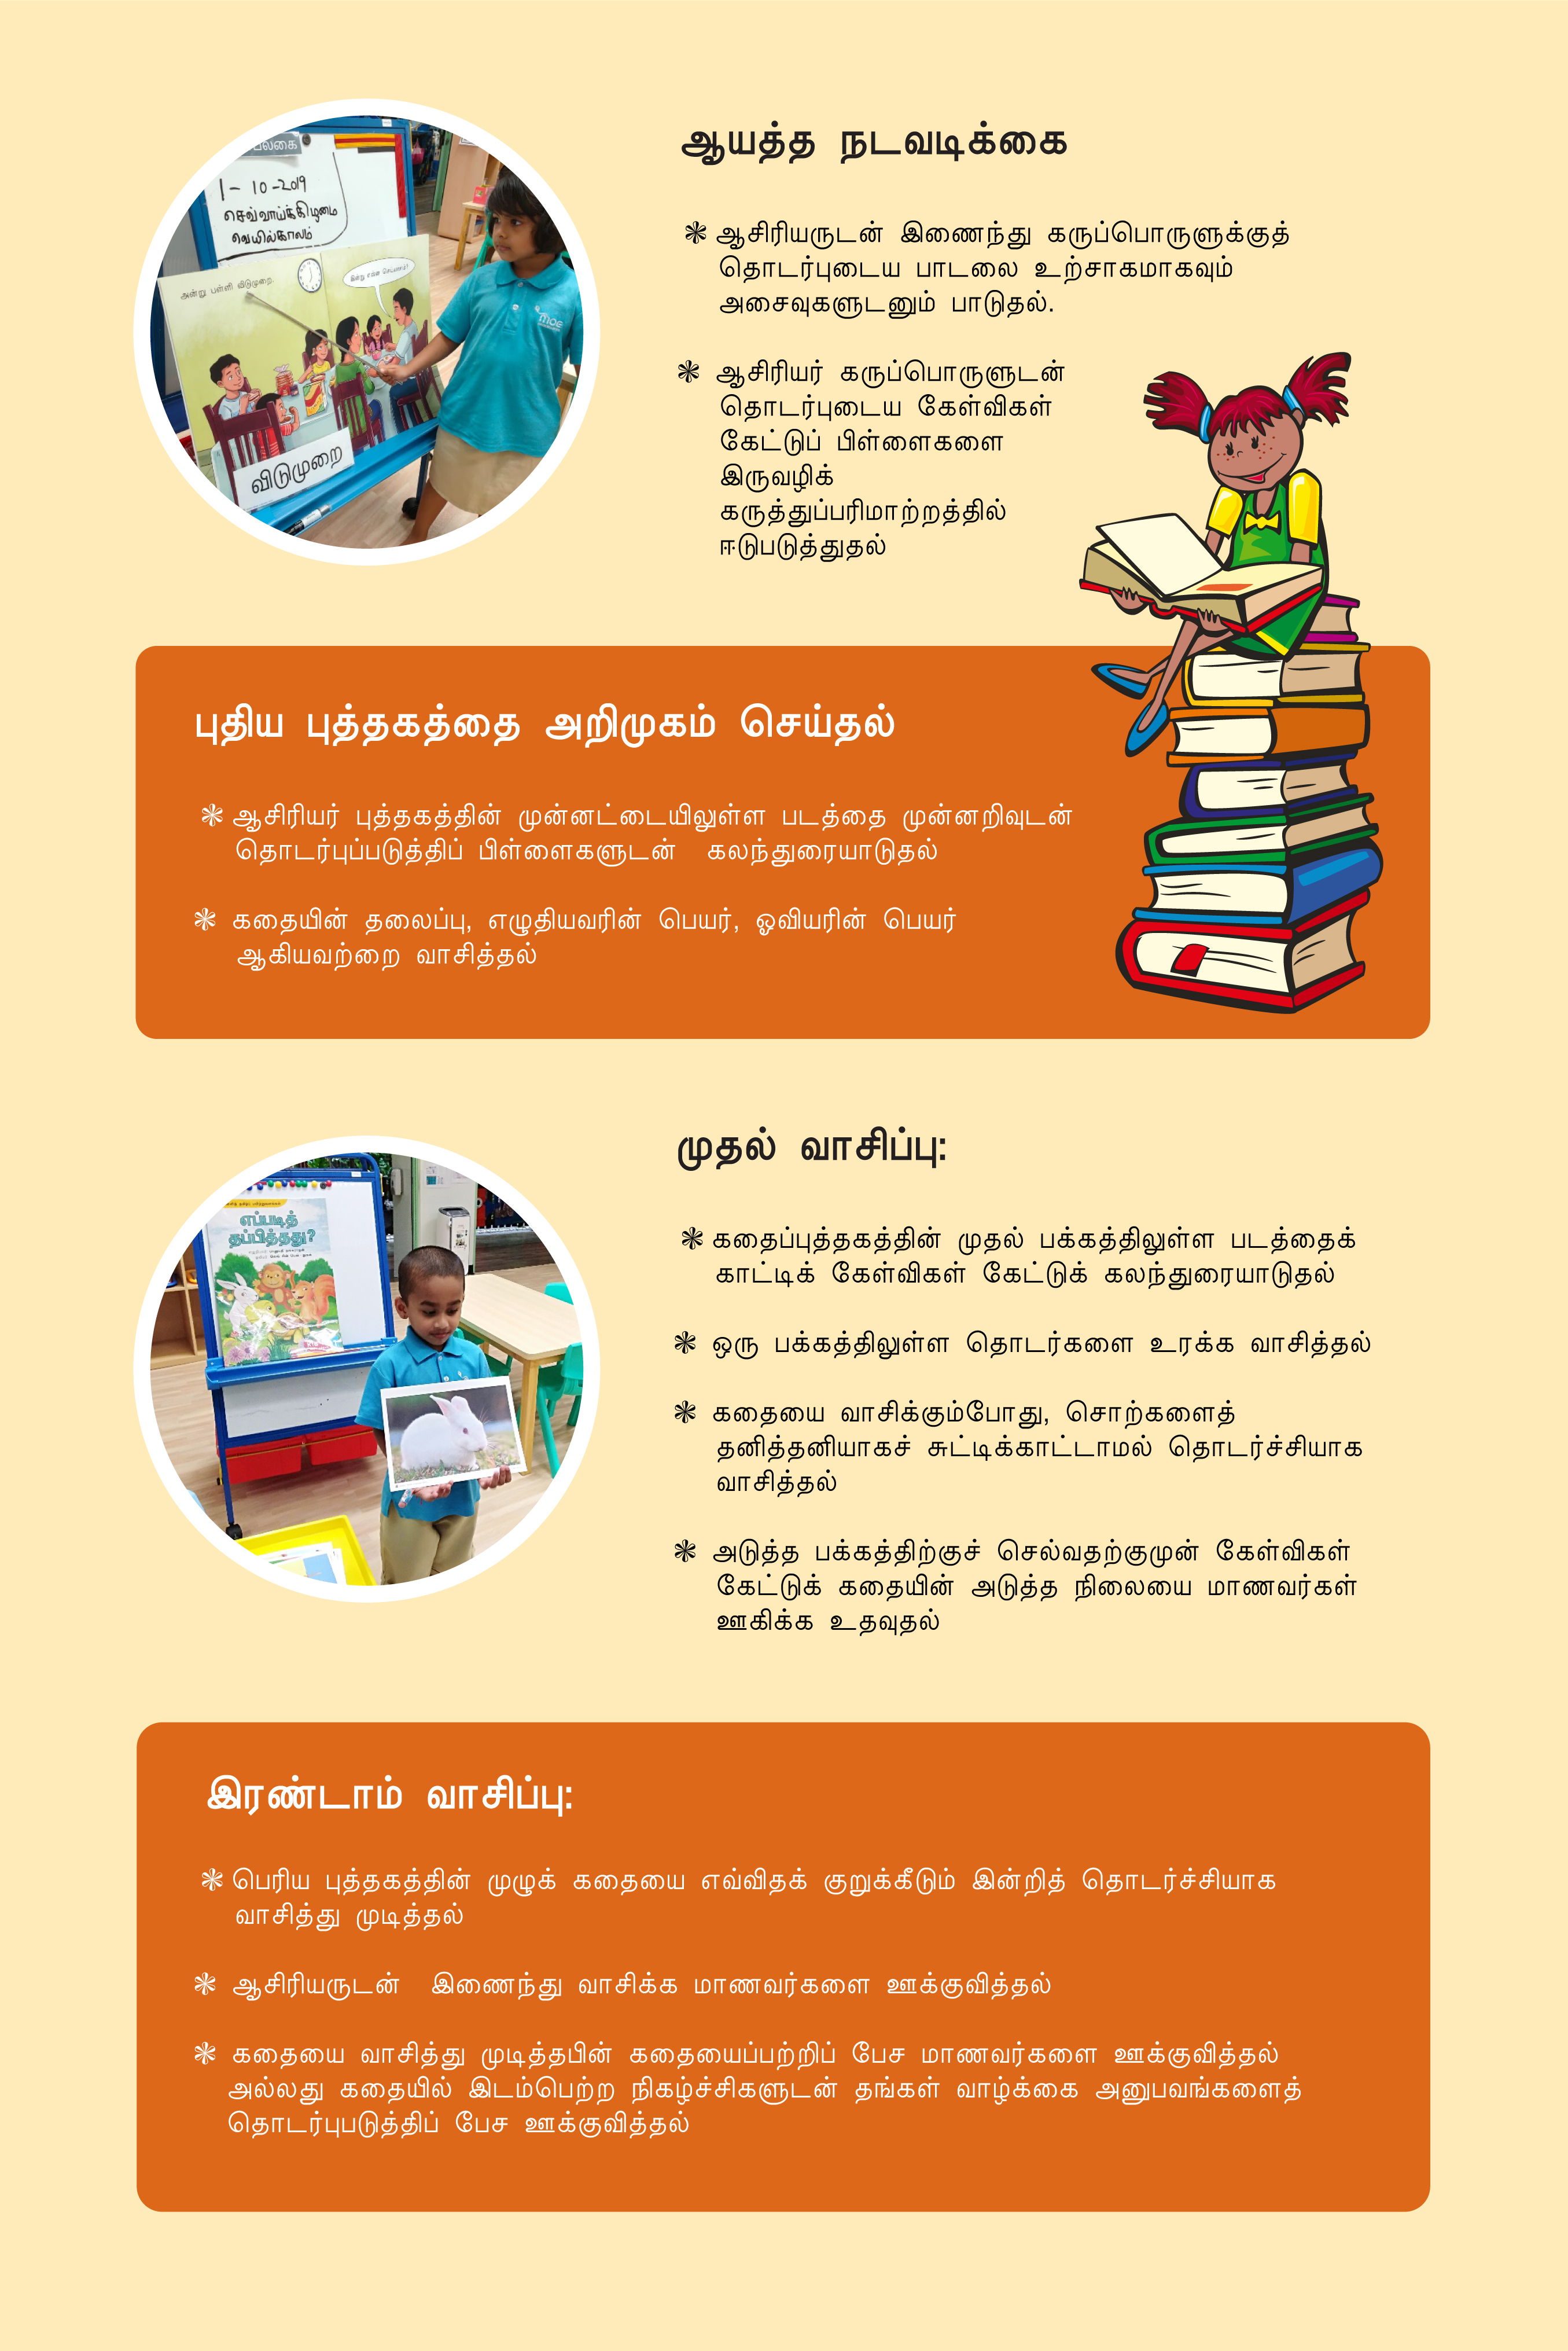 பலகை
1 - 10 - 2019
செவ்வாய்க்கிழமை
வெயில்காலம்
அன்று பள்ளி விடுமுறை.
இன்று என்ன செய்யலாம்?
விடுமுறை
moe
ஆயத்த நடவடிக்கை
❃ ஆசிரியருடன் இணைந்து கருப்பொருளுக்குத்
தொடர்புடைய பாடலை உற்சாகமாகவும்
அசைவுகளுடனும் பாடுதல்.
❃ ஆசிரியர் கருப்பொருளுடன்
தொடர்புடைய கேள்விகள்
கேட்டுப் பிள்ளைகளை
இருவழிக்
கருத்துப்பரிமாற்றத்தில்
ஈடுபடுத்துதல்
புதிய புத்தகத்தை அறிமுகம் செய்தல்
❃ ஆசிரியர் புத்தகத்தின் முன்னட்டையிலுள்ள படத்தை முன்னறிவுடன்
தொடர்புப்படுத்திப் பிள்ளைகளுடன் கலந்துரையாடுதல்
❃ கதையின் தலைப்பு, எழுதியவரின் பெயர், ஓவியரின் பெயர்
ஆகியவற்றை வாசித்தல்
எப்படித்
தப்பித்தது?
முதல் வாசிப்பு:
❃ கதைப்புத்தகத்தின் முதல் பக்கத்திலுள்ள படத்தைக்
காட்டிக் கேள்விகள் கேட்டுக் கலந்துரையாடுதல்
❃ ஒரு பக்கத்திலுள்ள தொடர்களை உரக்க வாசித்தல்
❃ கதையை வாசிக்கும்போது, சொற்களைத்
தனித்தனியாகச் சுட்டிக்காட்டாமல் தொடர்ச்சியாக
வாசித்தல்
❃ அடுத்த பக்கத்திற்குச் செல்வதற்குமுன் கேள்விகள்
கேட்டுக் கதையின் அடுத்த நிலையை மாணவர்கள்
ஊகிக்க உதவுதல்
இரண்டாம் வாசிப்பு:
❃ பெரிய புத்தகத்தின் முழுக் கதையை எவ்விதக் குறுக்கீடும் இன்றித் தொடர்ச்சியாக
வாசித்து முடித்தல்
❃ ஆசிரியருடன் இணைந்து வாசிக்க மாணவர்களை ஊக்குவித்தல்
❃ கதையை வாசித்து முடித்தபின் கதையைப்பற்றிப் பேச மாணவர்களை ஊக்குவித்தல்
அல்லது கதையில் இடம்பெற்ற நிகழ்ச்சிகளுடன் தங்கள் வாழ்க்கை அனுபவங்களைத்
தொடர்புபடுத்திப் பேச ஊக்குவித்தல்